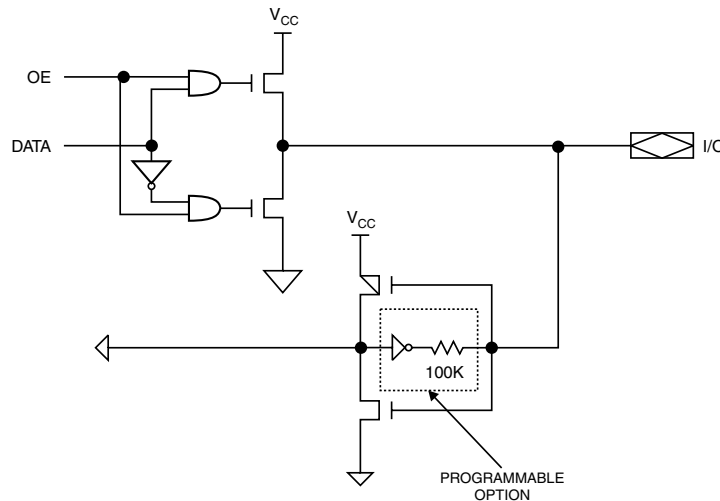 V_CC
OE
DATA
I/O
V_CC
100K
PROGRAMMABLE
OPTION